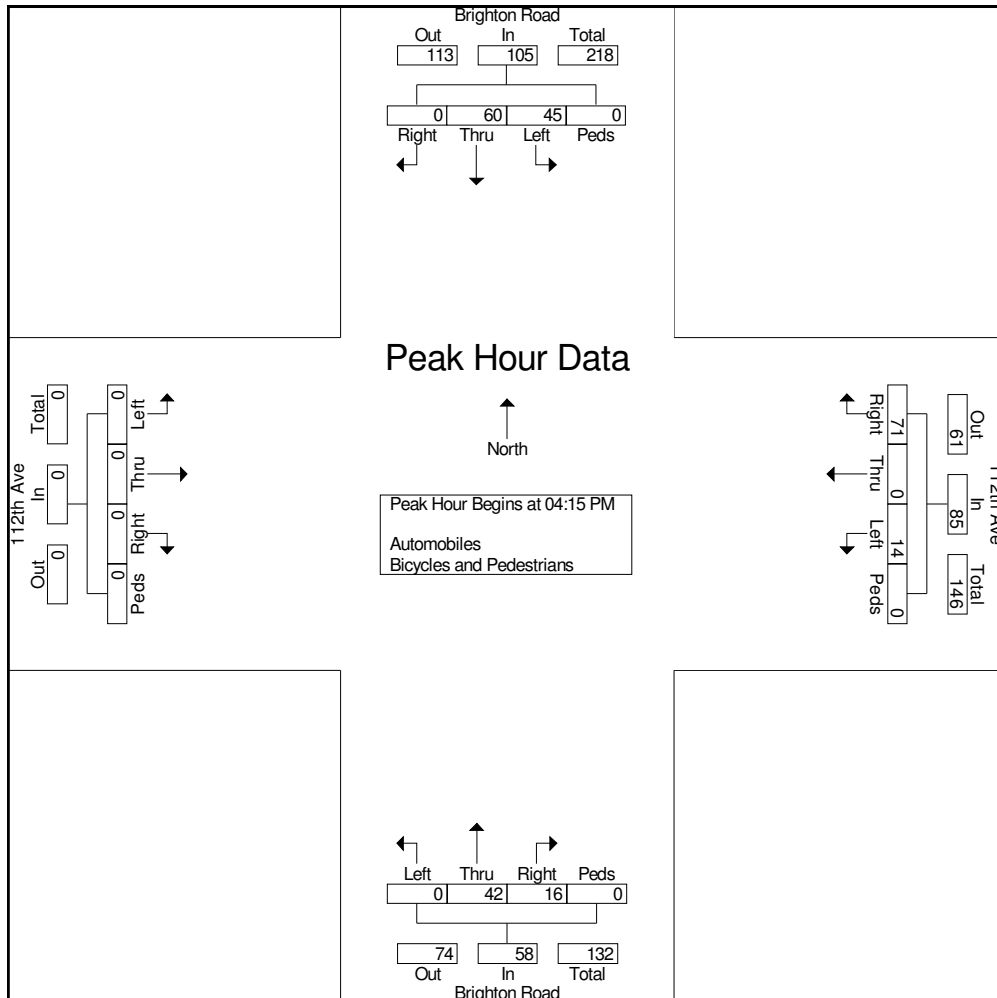 Brighton Road
Out In Total
113 105 218
0 60 45 0
Right Thru Left Peds
Peak Hour Data
North
Peak Hour Begins at 04:15 PM
Automobiles
Bicycles and Pedestrians
112th Ave
Out In Total
0 0 0
Peds Right Thru Left
0 0 0 0
112th Ave
Out In Total
61 85 146
71 0 14 0
Right Thru Left Peds
Left Thru Right Peds
0 42 16 0
74 58 132
Out In Total
Brighton Road